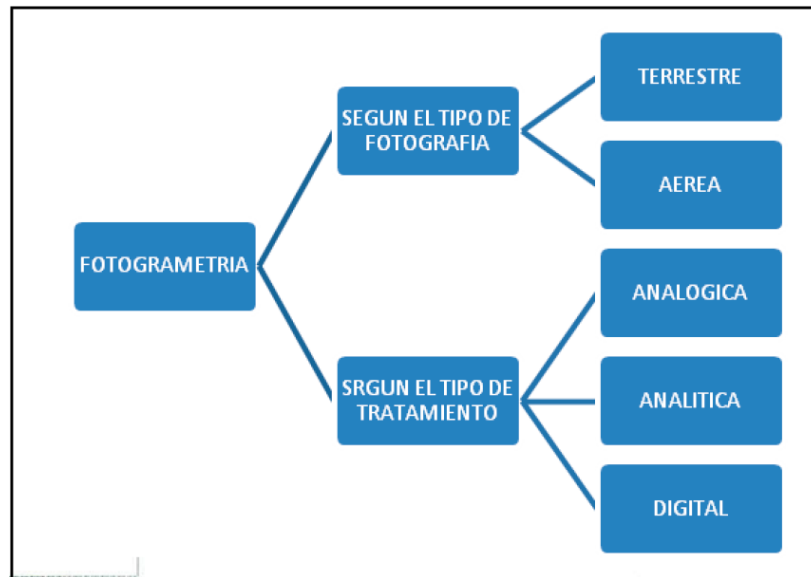 FOTOGRAMETRIA
SEGUN EL TIPO DE
FOTOGRAFIA
TERRESTRE
AEREA
SRGUN EL TIPO DE
TRATAMIENTO
ANALOGICA
ANALITICA
DIGITAL